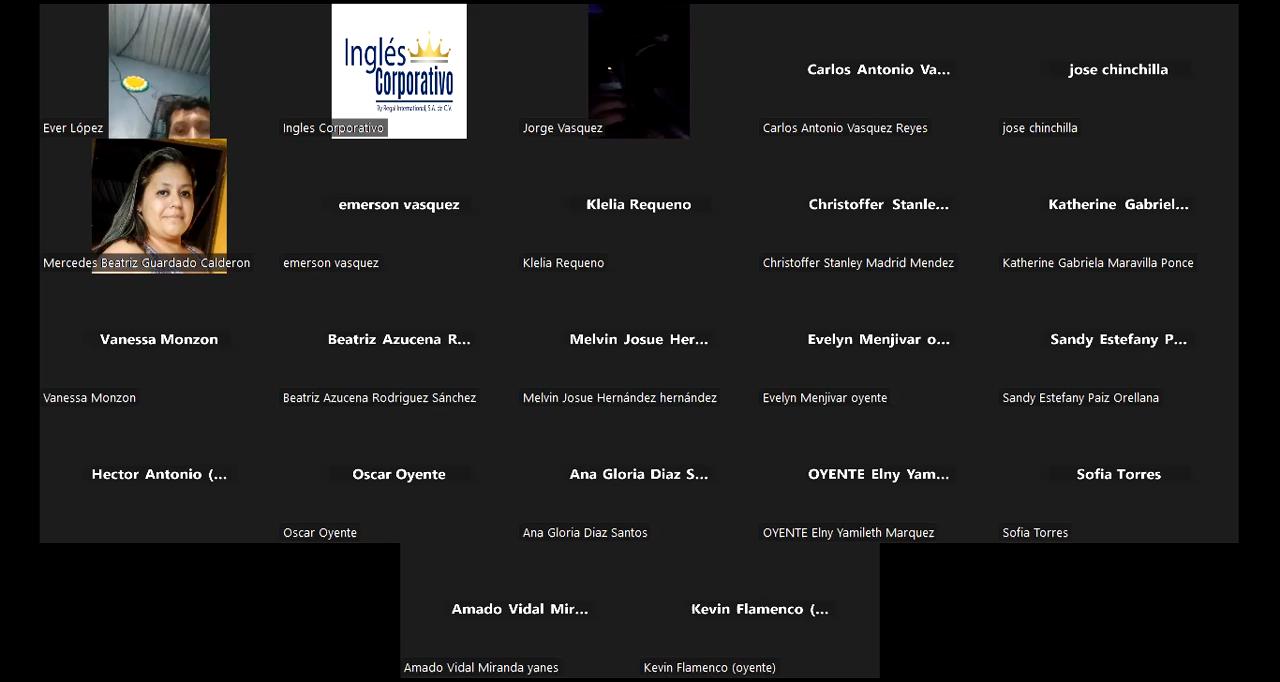 Ever López
Inglés
Corporativo
By Regal International, S.A. de C.V.
Ingles Corporativo
Jorge Vasquez
Carlos Antonio Va...
Carlos Antonio Vasquez Reyes
jose chinchilla
jose chinchilla
Mercedes Beatriz Guardado Calderon
emerson vasquez
emerson vasquez
Klelia Requeno
Klelia Requeno
Christoffer Stanle...
Christoffer Stanley Madrid Mendez
Katherine Gabriel...
Katherine Gabriela Maravilla Ponce
Vanessa Monzon
Vanessa Monzon
Beatriz Azucena R...
Beatriz Azucena Rodriguez Sánchez
Melvin Josue Her...
Melvin Josue Hernández hernández
Evelyn Menjivar o...
Evelyn Menjivar oyente
Sandy Estefany P...
Sandy Estefany Paiz Orellana
Hector Antonio (...
Oscar Oyente
Oscar Oyente
Ana Gloria Diaz S...
Ana Gloria Diaz Santos
OYENTE Elny Yam...
OYENTE Elny Yamileth Marquez
Sofia Torres
Sofia Torres
Amado Vidal Mir...
Amado Vidal Miranda yanes
Kevin Flamenco (...
Kevin Flamenco (oyente)